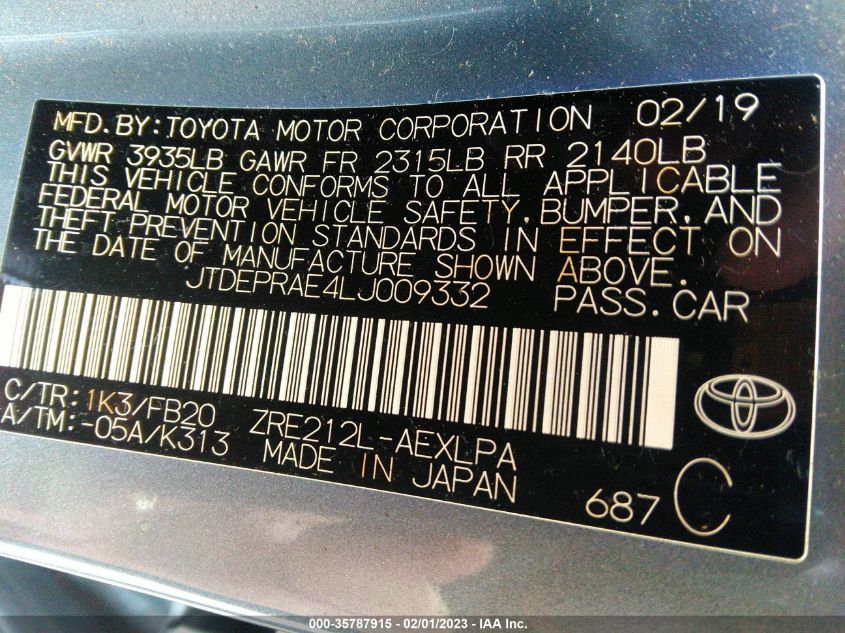 MFD.BY:TOYOTA MOTOR CORPORATION 02/19
GVWR 3935LB GAWR FR 2315LB RR 2140LB
THIS VEHICLE CONFORMS TO ALL APPLICABLE
FEDERAL MOTOR VEHICLE SAFETY,BUMPER,AND
THEFT PREVENTION STANDARDS IN EFFECT ON
THE DATE OF MANUFACTURE SHOWN ABOVE.
JTDEPRAE4LJ009332 PASS.CAR
C/TR:1K3/FB20 ZRE212L-AEXLPA
A/TM:-05A/K313 MADE IN JAPAN
687 C
000-35787915 - 02/01/2023 - IAA Inc.